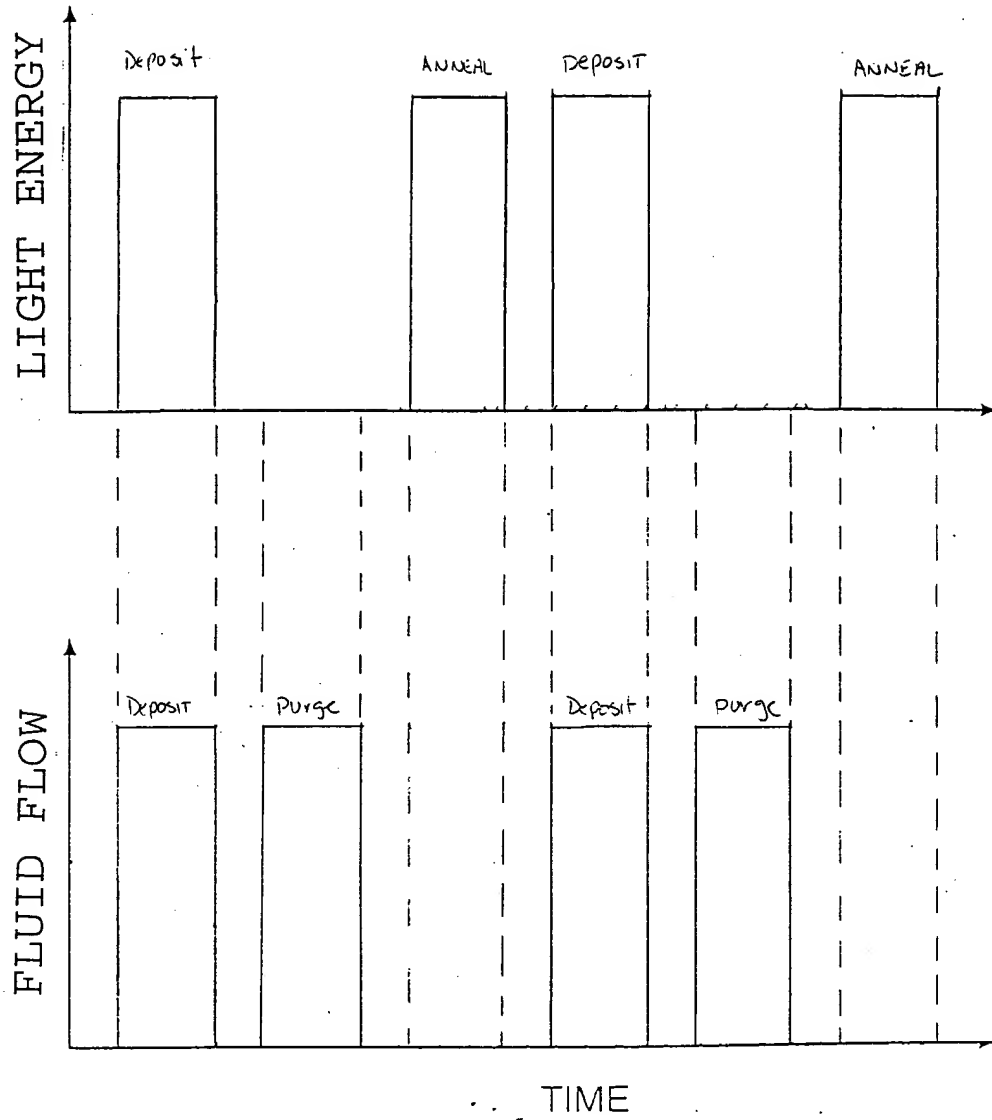 LIGHT ENERGY
Deposit
ANNEAL
DEPOSIT
ANNEAL
FLUID FLOW
Deposit
Purge
Deposit
purge
TIME